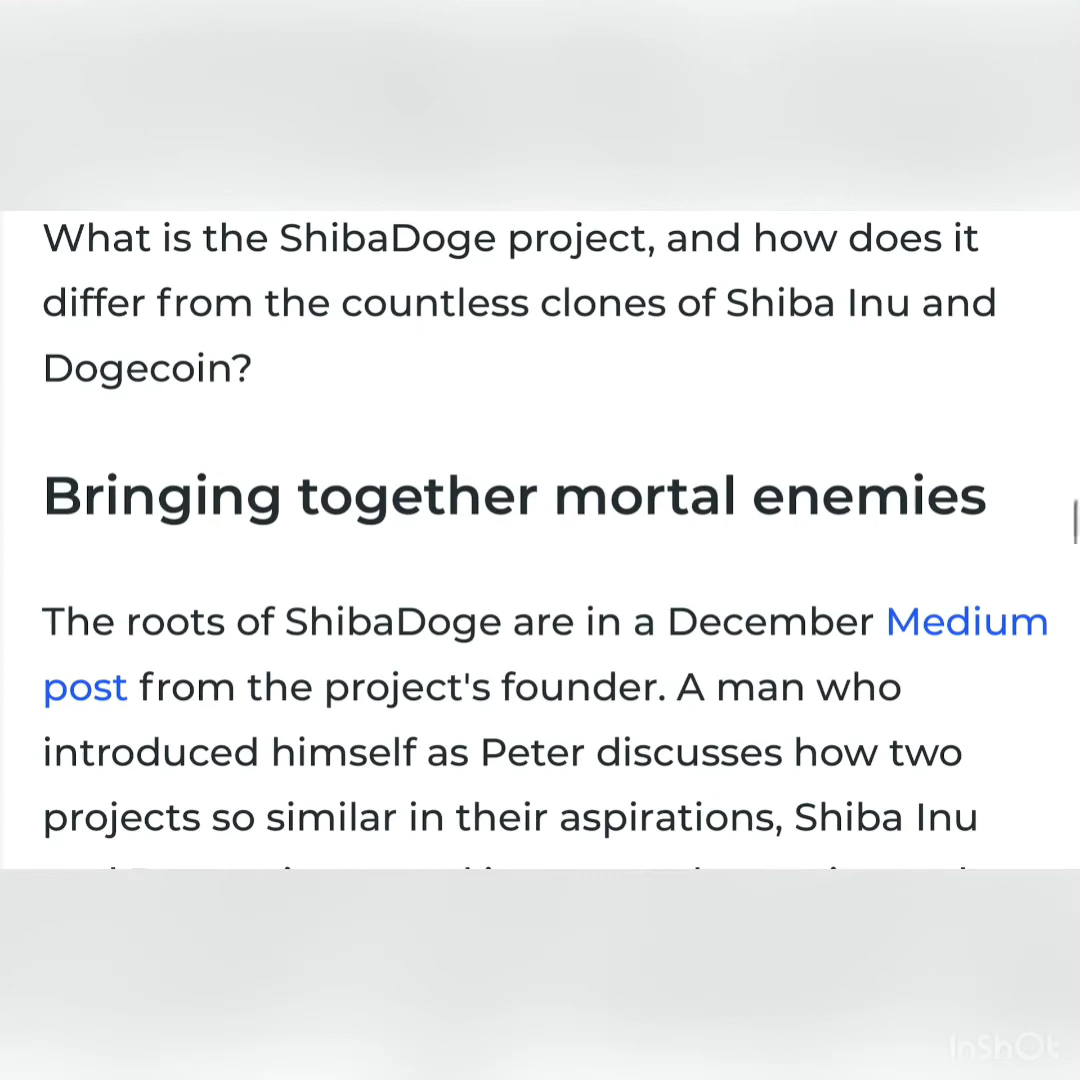 What is the ShibaDoge project, and how does it
differ from the countless clones of Shiba Inu and
Dogecoin?
Bringing together mortal enemies
The roots of ShibaDoge are in a December Medium
post from the project's founder. A man who
introduced himself as Peter discusses how two
projects so similar in their aspirations, Shiba Inu
InShOt